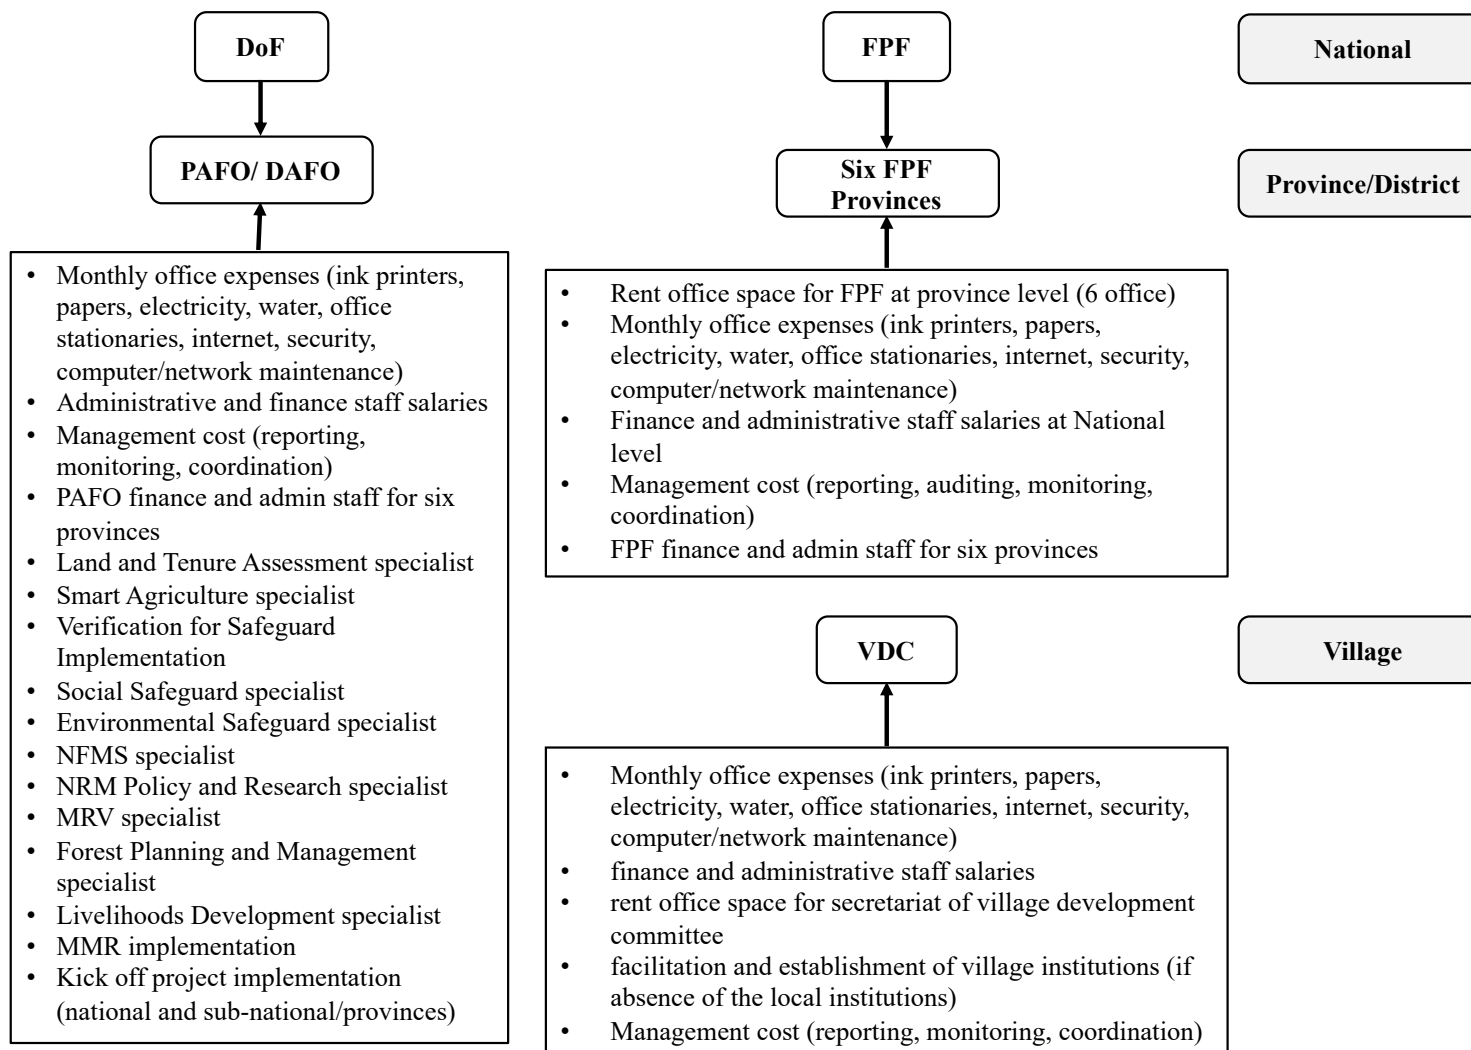 DoF
FPF
National
PAFO/ DAFO
Six FPF
Provinces
Province/District
• Monthly office expenses (ink printers,
papers, electricity, water, office
stationaries, internet, security,
computer/network maintenance)
• Administrative and finance staff salaries
• Management cost (reporting,
monitoring, coordination)
• PAFO finance and admin staff for six
provinces
• Land and Tenure Assessment specialist
• Smart Agriculture specialist
• Verification for Safeguard
Implementation
• Social Safeguard specialist
• Environmental Safeguard specialist
• NFMS specialist
• NRM Policy and Research specialist
• MRV specialist
• Forest Planning and Management
specialist
• Livelihoods Development specialist
• MMR implementation
• Kick off project implementation
(national and sub-national/provinces)
• Rent office space for FPF at province level (6 office)
• Monthly office expenses (ink printers, papers,
electricity, water, office stationaries, internet, security,
computer/network maintenance)
• Finance and administrative staff salaries at National
level
• Management cost (reporting, auditing, monitoring,
coordination)
• FPF finance and admin staff for six provinces
VDC
Village
• Monthly office expenses (ink printers, papers,
electricity, water, office stationaries, internet, security,
computer/network maintenance)
• finance and administrative staff salaries
• rent office space for secretariat of village development
committee
• facilitation and establishment of village institutions (if
absence of the local institutions)
• Management cost (reporting, monitoring, coordination)